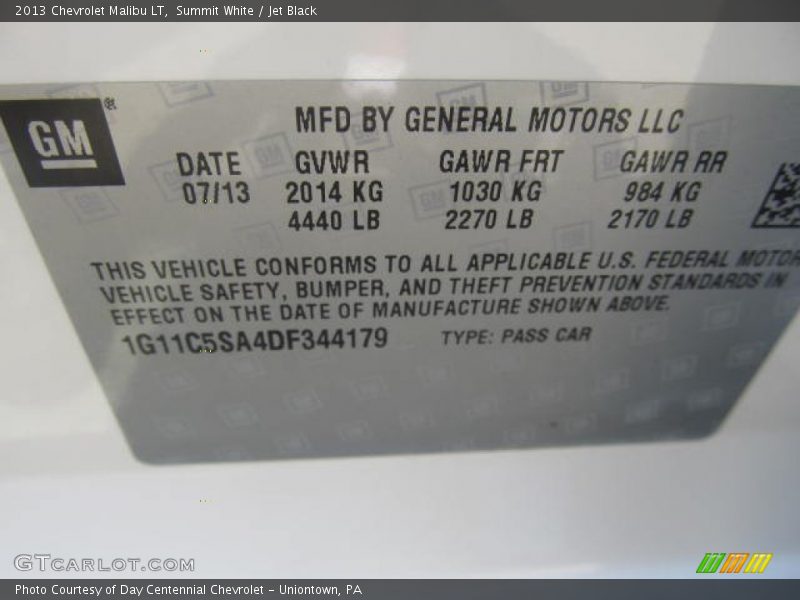 2013 Chevrolet Malibu LT, Summit White / Jet Black
GM®
MFD BY GENERAL MOTORS LLC
DATE GVWR GAWR FRT GAWR RR
07/13 2014 KG 1030 KG 984 KG
4440 LB 2270 LB 2170 LB
THIS VEHICLE CONFORMS TO ALL APPLICABLE U.S. FEDERAL MOTOR
VEHICLE SAFETY, BUMPER, AND THEFT PREVENTION STANDARDS IN
EFFECT ON THE DATE OF MANUFACTURE SHOWN ABOVE.
1G11C5SA4DF344179 TYPE: PASS CAR
GTCARLOT.COM
Photo Courtesy of Day Centennial Chevrolet - Uniontown, PA